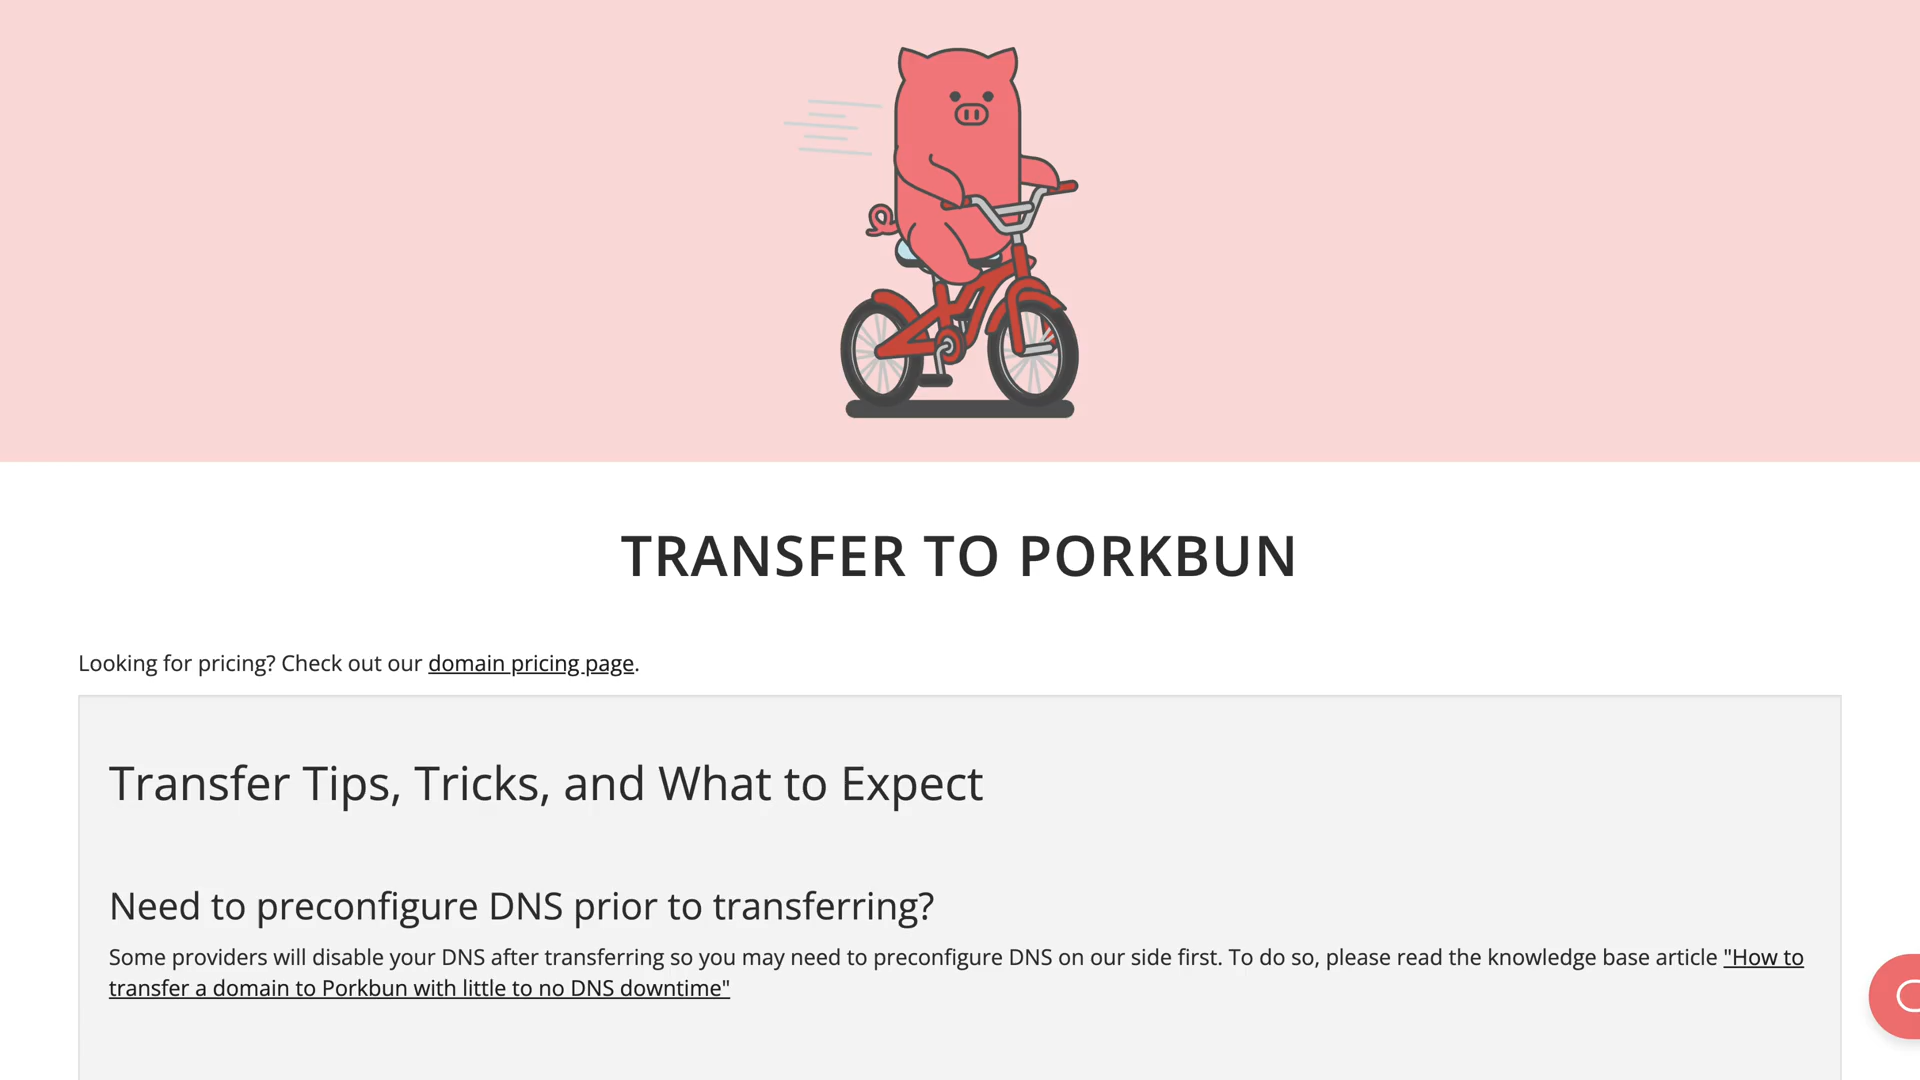 TRANSFER TO PORKBUN
Looking for pricing? Check out our domain pricing page.
Transfer Tips, Tricks, and What to Expect
Need to preconfigure DNS prior to transferring?
Some providers will disable your DNS after transferring so you may need to preconfigure DNS on our side first. To do so, please read the knowledge base article "How to
transfer a domain to Porkbun with little to no DNS downtime"